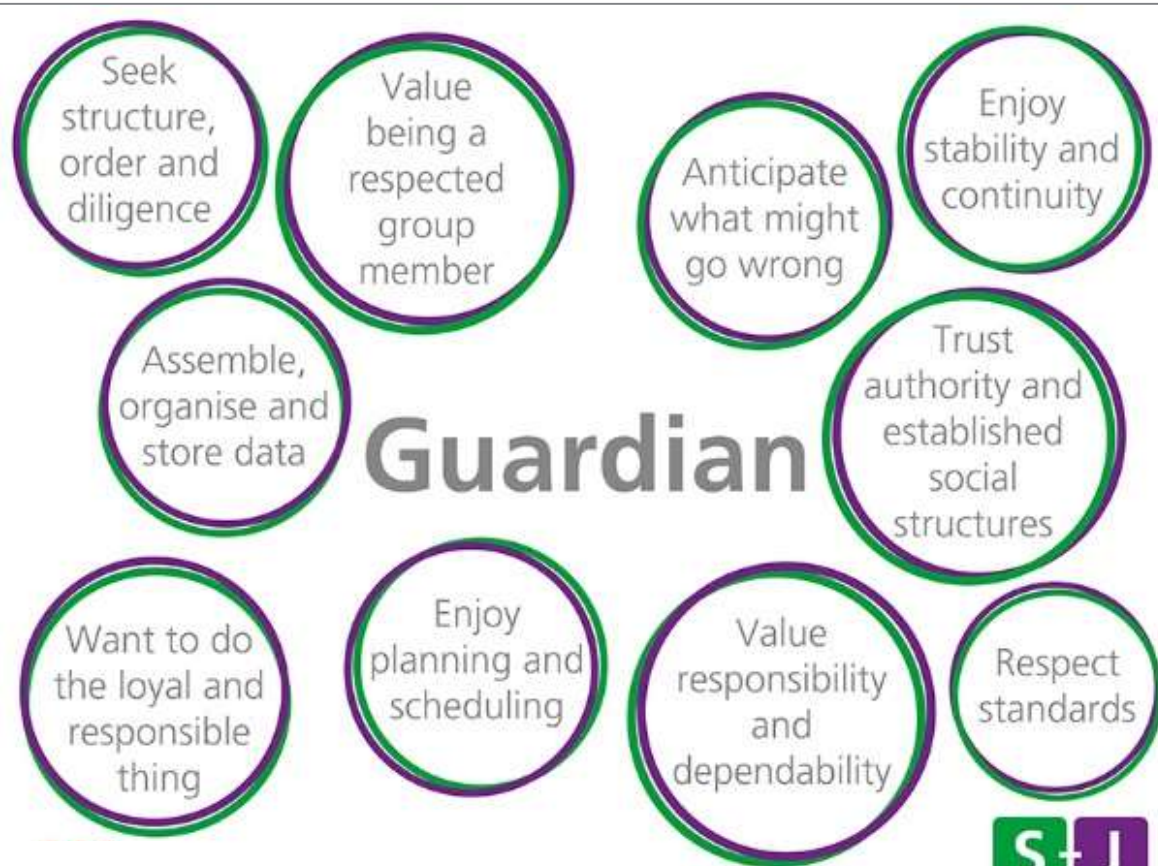 Seek
structure,
order and
diligence
Value
being a
respected
group
member
Anticipate
what might
go wrong
Enjoy
stability and
continuity
Assemble,
organise and
store data
Guardian
Trust
authority and
established
social
structures
Want to do
the loyal and
responsible
thing
Enjoy
planning and
scheduling
Value
responsibility
and
dependability
Respect
standards
S+J